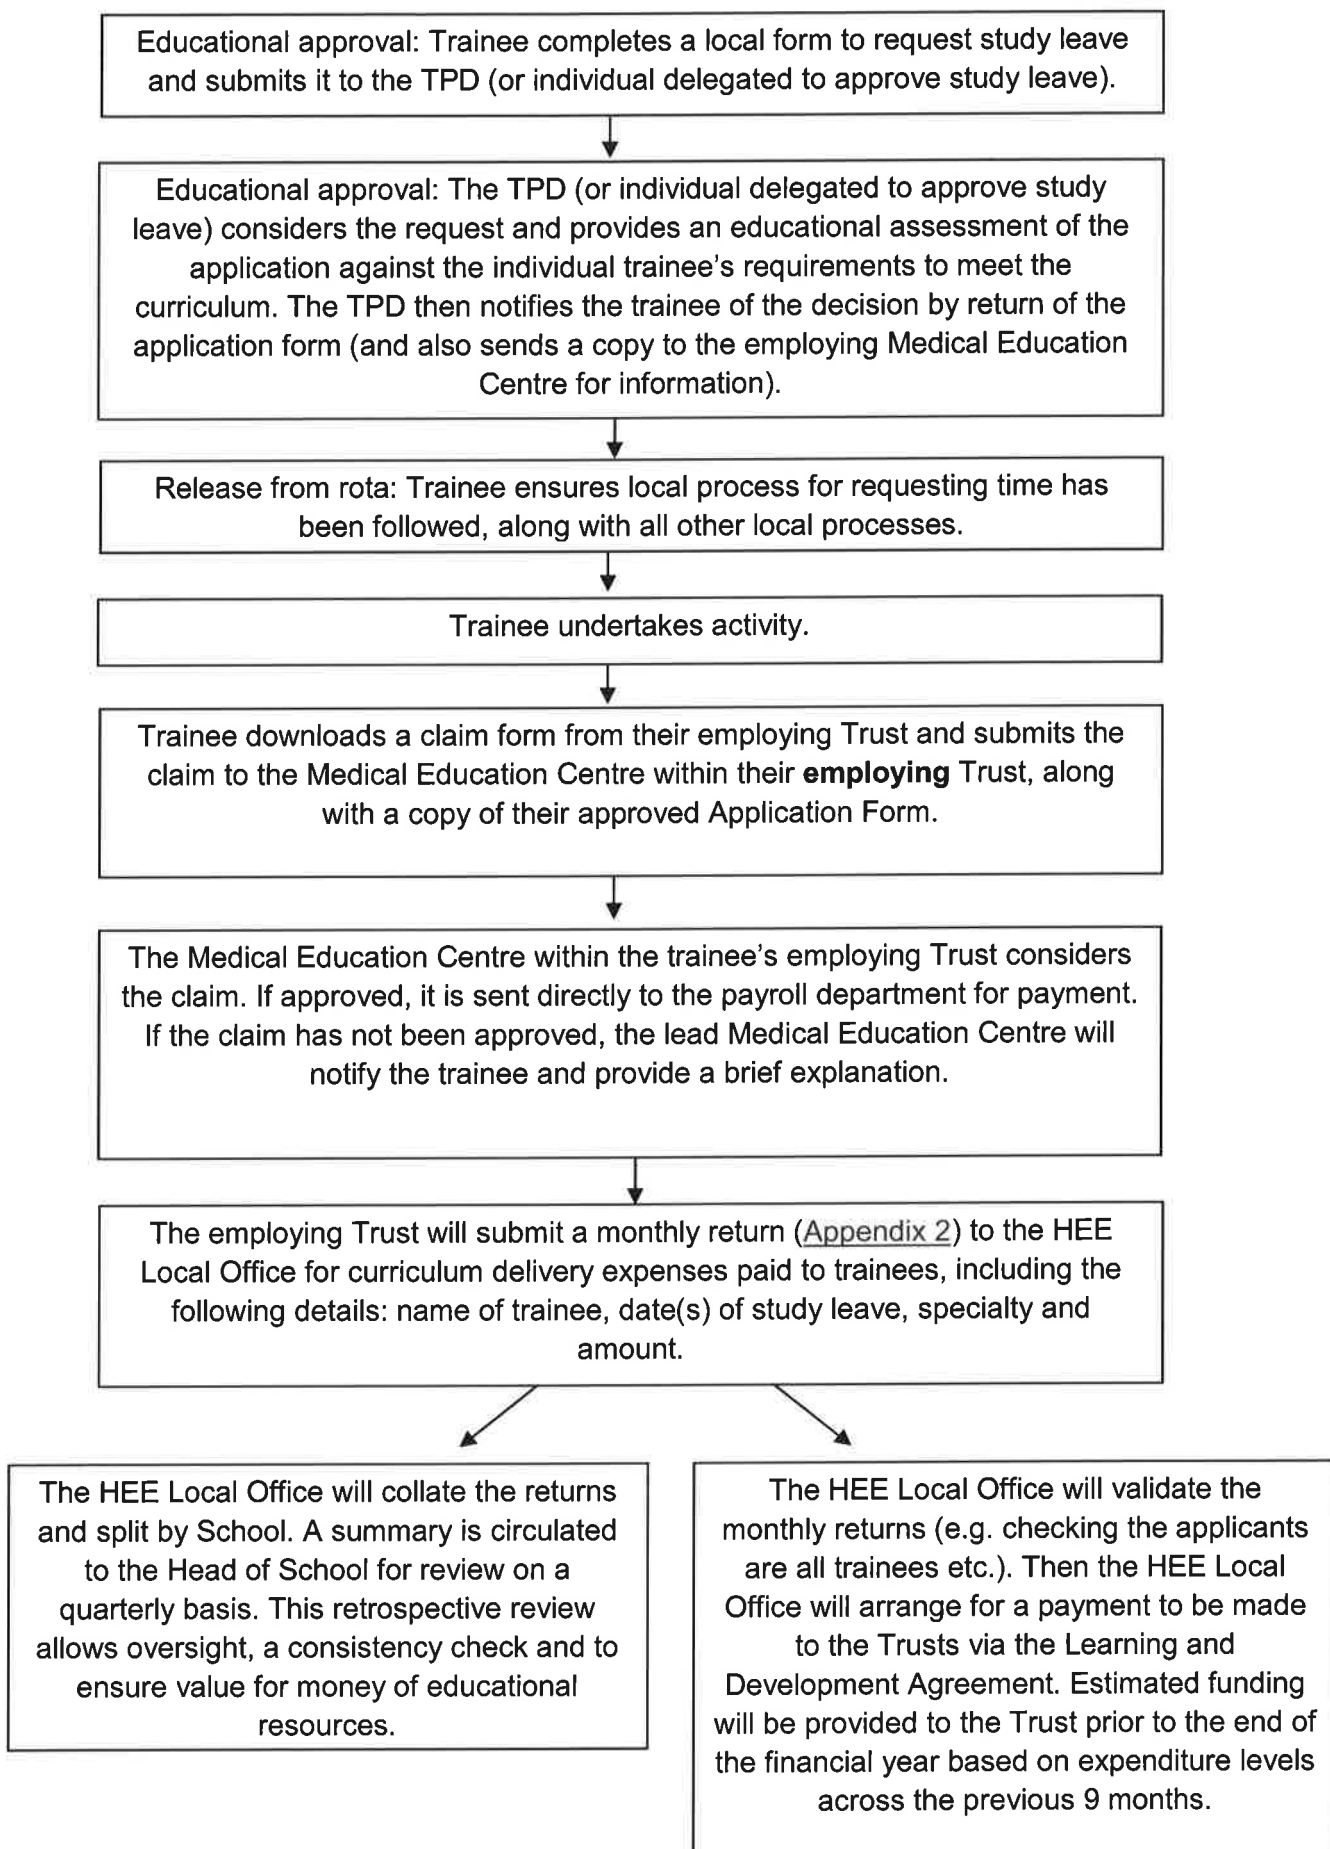 Educational approval: Trainee completes a local form to request study leave
and submits it to the TPD (or individual delegated to approve study leave).
Educational approval: The TPD (or individual delegated to approve study
leave) considers the request and provides an educational assessment of the
application against the individual trainee's requirements to meet the
curriculum. The TPD then notifies the trainee of the decision by return of the
application form (and also sends a copy to the employing Medical Education
Centre for information).
Release from rota: Trainee ensures local process for requesting time has
been followed, along with all other local processes.
Trainee undertakes activity.
Trainee downloads a claim form from their employing Trust and submits the
claim to the Medical Education Centre within their employing Trust, along
with a copy of their approved Application Form.
The Medical Education Centre within the trainee's employing Trust considers
the claim. If approved, it is sent directly to the payroll department for payment.
If the claim has not been approved, the lead Medical Education Centre will
notify the trainee and provide a brief explanation.
The employing Trust will submit a monthly return (Appendix 2) to the HEE
Local Office for curriculum delivery expenses paid to trainees, including the
following details: name of trainee, date(s) of study leave, specialty and
amount.
The HEE Local Office will collate the returns
and split by School. A summary is circulated
to the Head of School for review on a
quarterly basis. This retrospective review
allows oversight, a consistency check and to
ensure value for money of educational
resources.
The HEE Local Office will validate the
monthly returns (e.g. checking the applicants
are all trainees etc.). Then the HEE Local
Office will arrange for a payment to be made
to the Trusts via the Learning and
Development Agreement. Estimated funding
will be provided to the Trust prior to the end of
the financial year based on expenditure levels
across the previous 9 months.